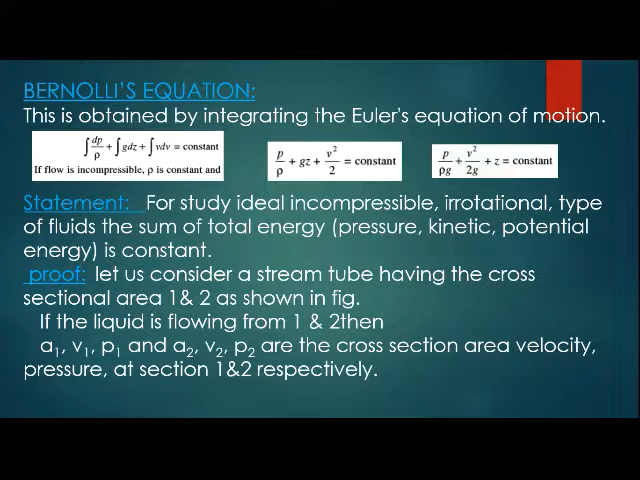 BERNOLLI'S EQUATION:
This is obtained by integrating the Euler's equation of motion.
∫ dp/ρ + ∫ gdz + ∫ vdv = constant
If flow is incompressible, ρ is constant and
p/ρ + gz + v²/2 = constant
p/ρg + v²/2g + z = constant
Statement: For study ideal incompressible, irrotational, type
of fluids the sum of total energy (pressure, kinetic, potential
energy) is constant.
proof: let us consider a stream tube having the cross
sectional area 1& 2 as shown in fig.
If the liquid is flowing from 1 & 2then
a₁, v₁, p₁ and a₂, v₂, p₂ are the cross section area velocity,
pressure, at section 1&2 respectively.